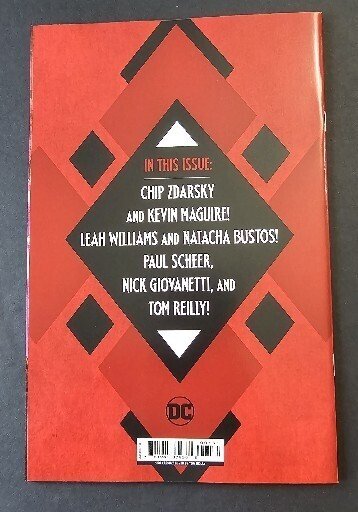 IN THIS ISSUE:
CHIP ZDARSKY
AND KEVIN MAGUIRE!
LEAH WILLIAMS AND NATACHA BUSTOS!
PAUL SCHEER,
NICK GIOVANETTI, AND
TOM REILLY!
DC